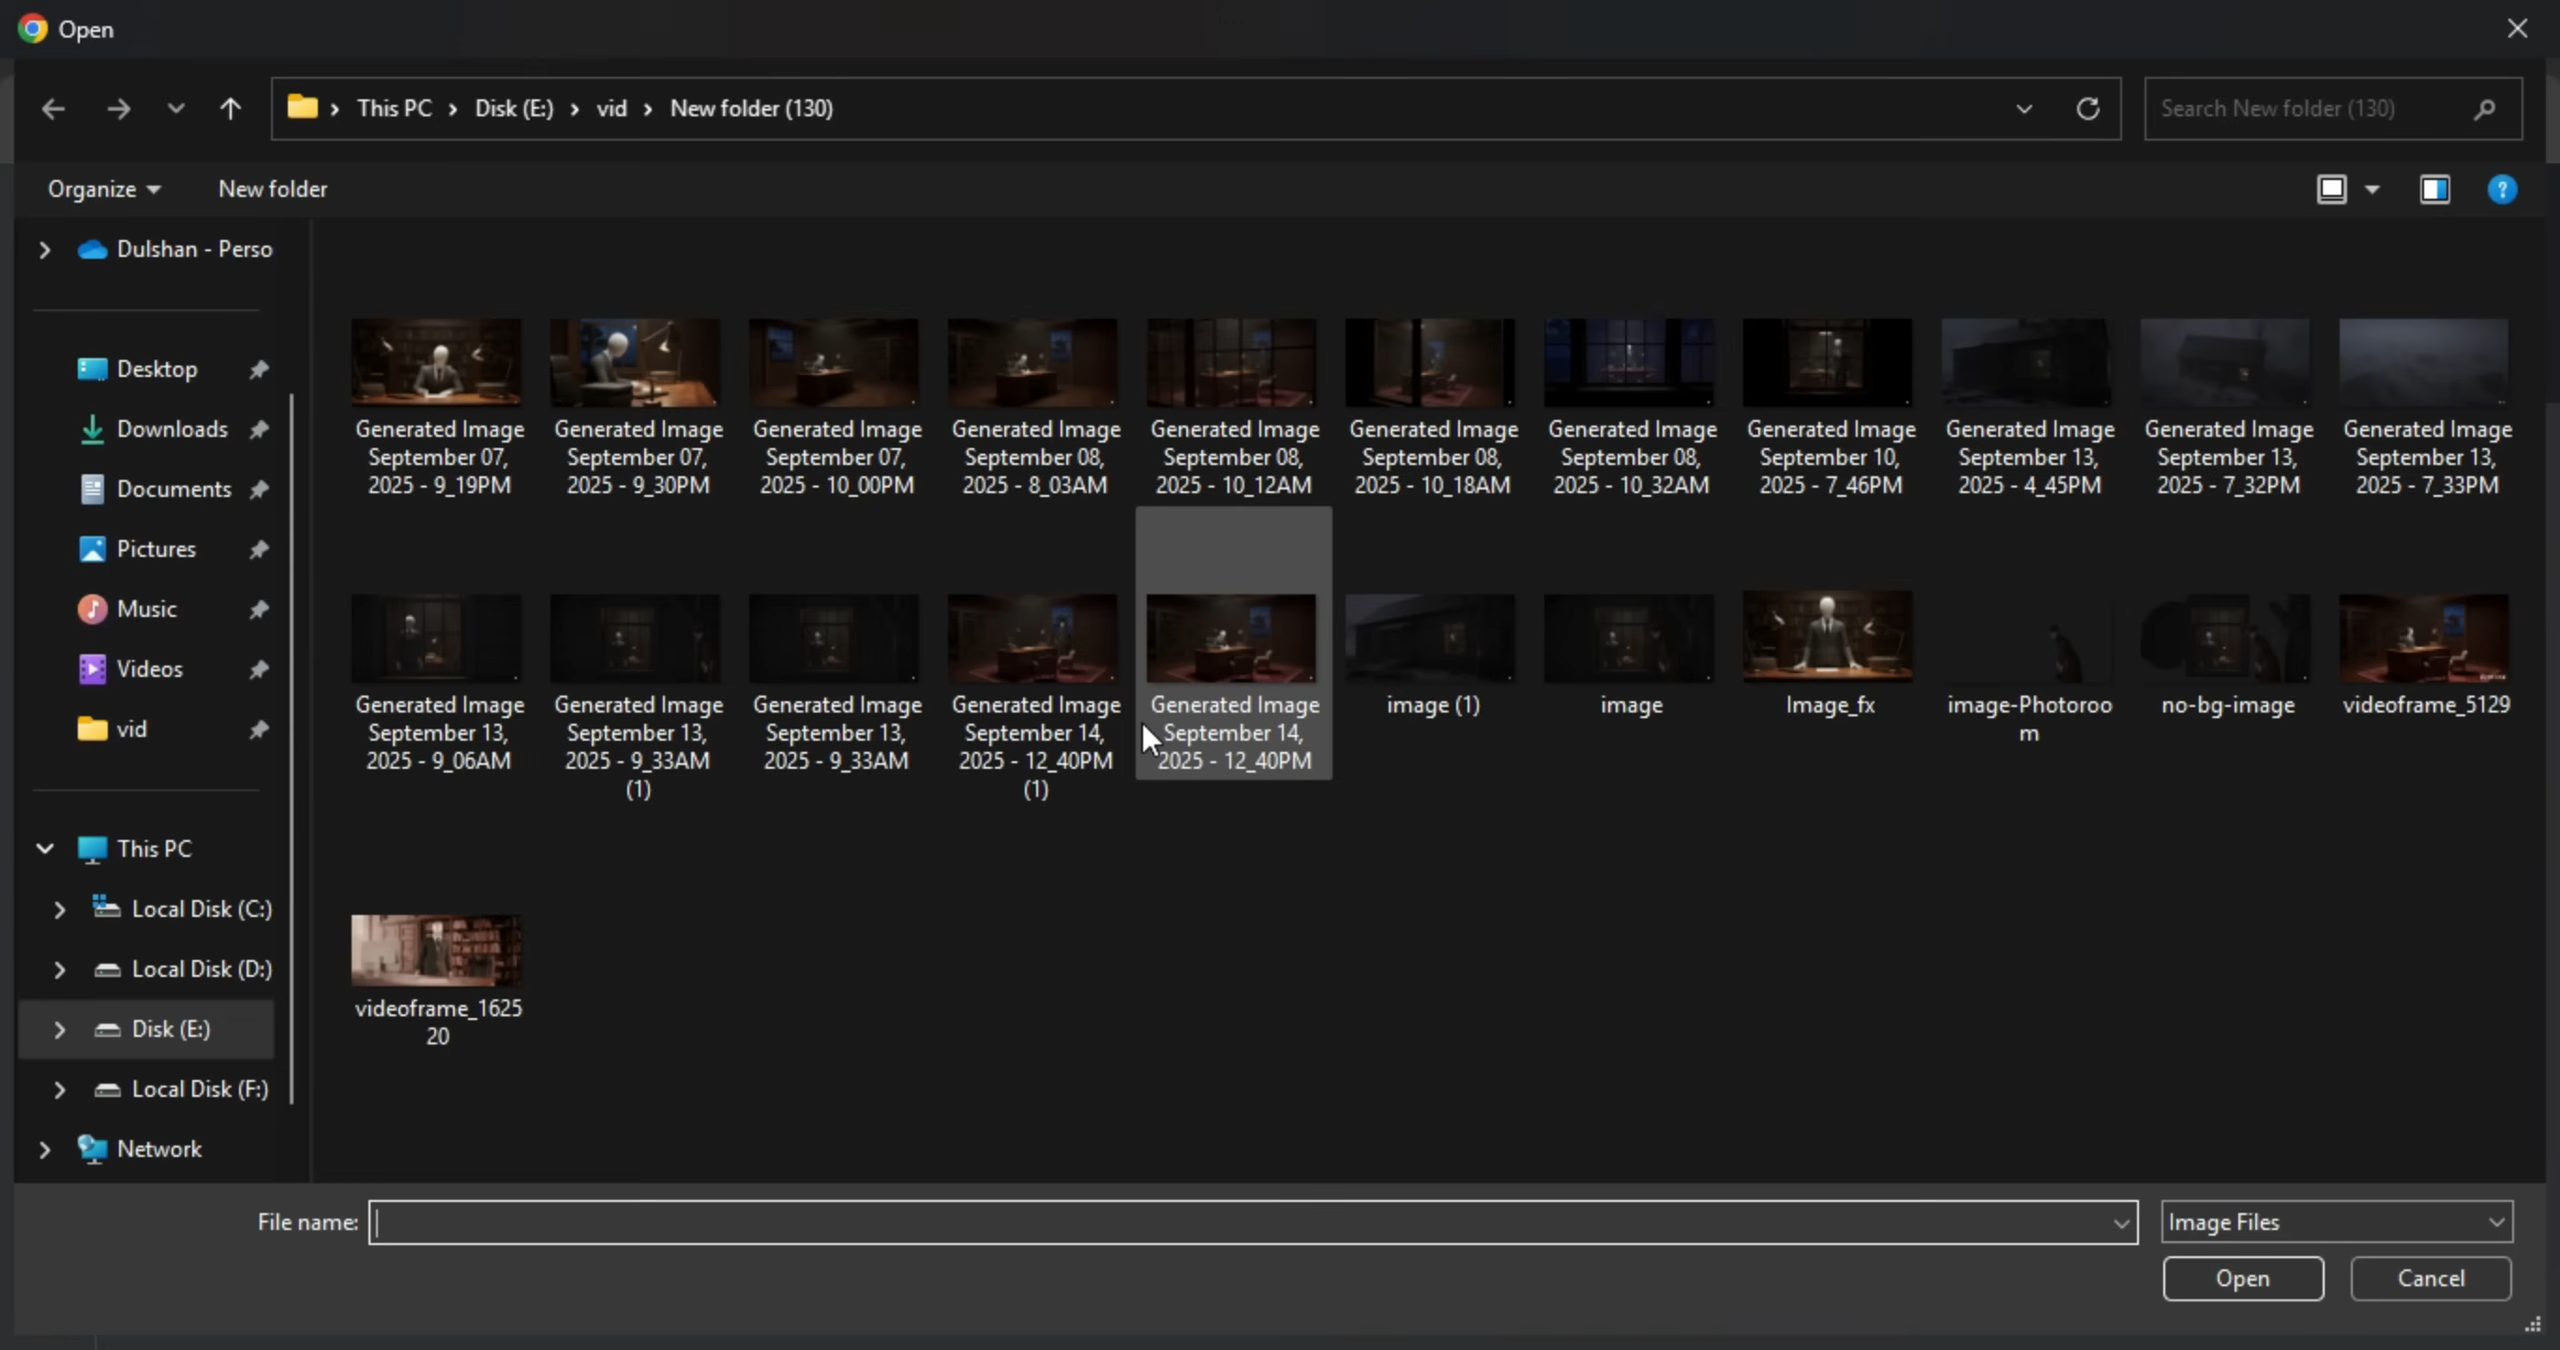 Open
This PC > Disk (E:) > vid > New folder (130)
Search New folder (130)
Organize
New folder
?
Dulshan - Perso
Desktop
Downloads
Documents
Pictures
Music
Videos
vid
This PC
Local Disk (C:)
Local Disk (D:)
Disk (E:)
Local Disk (F:)
Network
Generated Image
September 07,
2025 - 9_19PM
Generated Image
September 07,
2025 - 9_30PM
Generated Image
September 07,
2025 - 10_00PM
Generated Image
September 08,
2025 - 8_03AM
Generated Image
September 08,
2025 - 10_12AM
Generated Image
September 08,
2025 - 10_18AM
Generated Image
September 08,
2025 - 10_32AM
Generated Image
September 10,
2025 - 7_46PM
Generated Image
September 13,
2025 - 4_45PM
Generated Image
September 13,
2025 - 7_32PM
Generated Image
September 13,
2025 - 7_33PM
Generated Image
September 13,
2025 - 9_06AM
Generated Image
September 13,
2025 - 9_33AM
(1)
Generated Image
September 13,
2025 - 9_33AM
Generated Image
September 14,
2025 - 12_40PM
(1)
Generated Image
September 14,
2025 - 12_40PM
image (1)
image
Image_fx
image-Photoroo
m
no-bg-image
videoframe_5129
videoframe_1625
20
File name:
Image Files
Open
Cancel